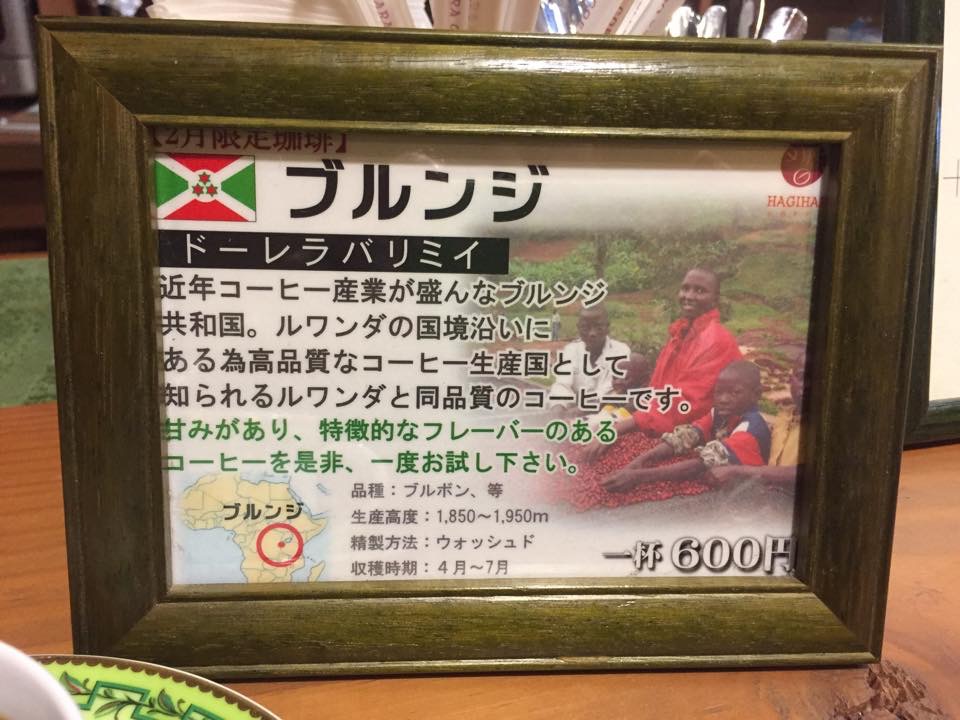 【2月限定珈琲】
ブルンジ
HAGIHA
ドーレラバリミイ
近年コーヒー産業が盛んなブルンジ
共和国。ルワンダの国境沿いに
ある為高品質なコーヒー生産国として
知られるルワンダと同品質のコーヒーです。
甘みがあり、特徴的なフレーバーのある
コーヒーを是非、一度お試し下さい。
ブルンジ
品種：ブルボン、等
生産高度：1,850～1,950m
精製方法：ウォッシュド
収穫時期：４月～７月
一杯 600円